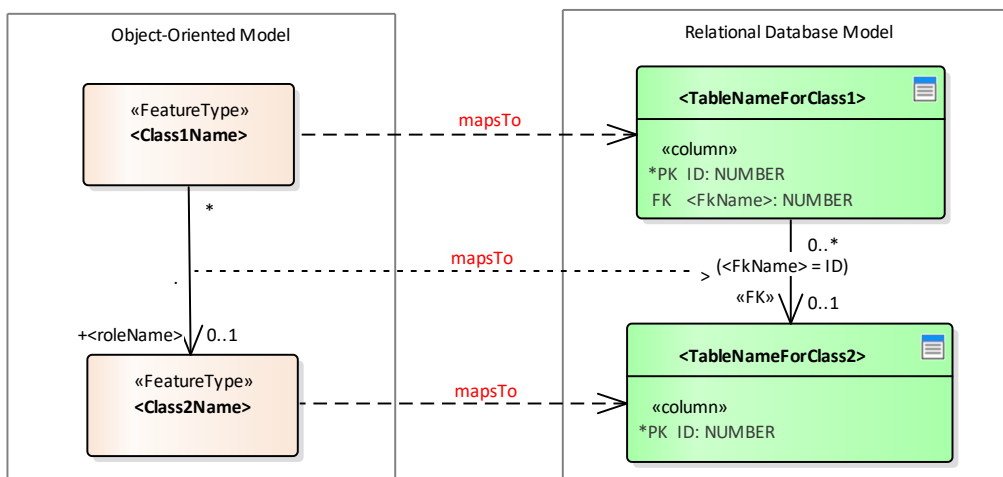 Object-Oriented Model
«FeatureType»
<Class1Name>
*
.
+<roleName>
0..1
«FeatureType»
<Class2Name>
mapsTo
mapsTo
mapsTo
Relational Database Model
<TableNameForClass1>
«column»
*PK ID: NUMBER
FK <FkName>: NUMBER
0..*
(<FkName> = ID)
«FK»
0..1
<TableNameForClass2>
«column»
*PK ID: NUMBER